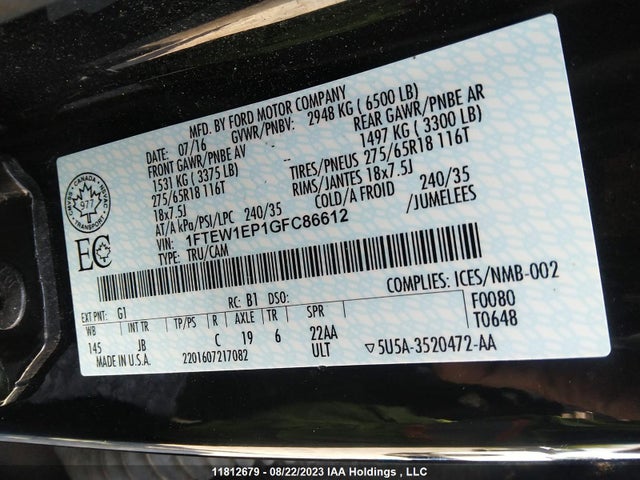 MFD. BY FORD MOTOR COMPANY
DATE: 07/16 GVWR/PNBV: 2948 KG ( 6500 LB)
FRONT GAWR/PNBE AV REAR GAWR/PNBE AR
1531 KG ( 3375 LB) -- 1497 KG ( 3300 LB)
275/65R18 116T TIRES/PNEUS 275/65R18 116T
18x7.5J RIMS/JANTES 18x7.5J
AT/A kPa/PSI/LPC 240/35 COLD/A FROID 240/35
VIN: 1FTEW1EP1GFC86612 /JUMELEES
TYPE: TRU/CAM
CANADA
977
TRANSPORT
EC
COMPLIES: ICES/NMB-002
EXT PNT: G1 RC: B1 DSO: F0080
WB INT TR TP/PS R AXLE TR SPR T0648
145 JB C 19 6 22AA
MADE IN U.S.A. 2201607217082 ULT ▽5U5A-3520472-AA
11812679 - 08/22/2023 IAA Holdings , LLC